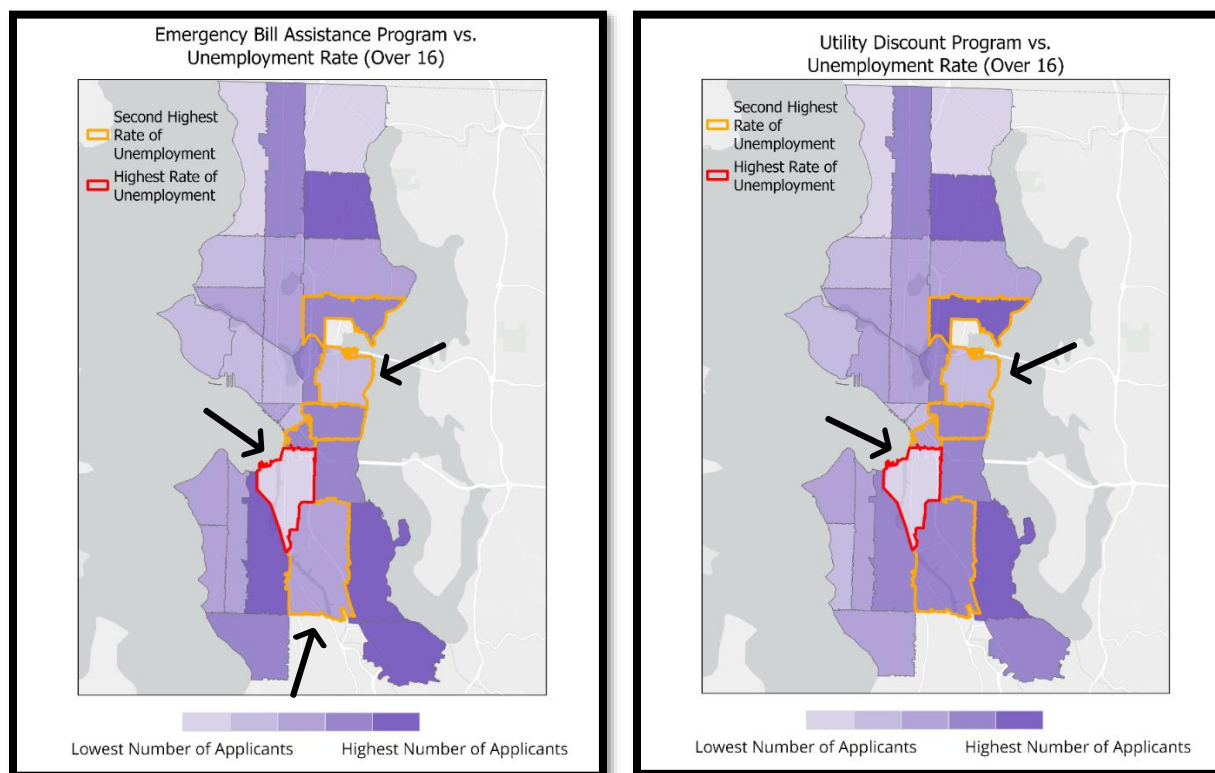 Emergency Bill Assistance Program vs.
Unemployment Rate (Over 16)
Second Highest
Rate of
Unemployment
Highest Rate of
Unemployment
Lowest Number of Applicants
Highest Number of Applicants
Utility Discount Program vs.
Unemployment Rate (Over 16)
Second Highest
Rate of
Unemployment
Highest Rate of
Unemployment
Lowest Number of Applicants
Highest Number of Applicants